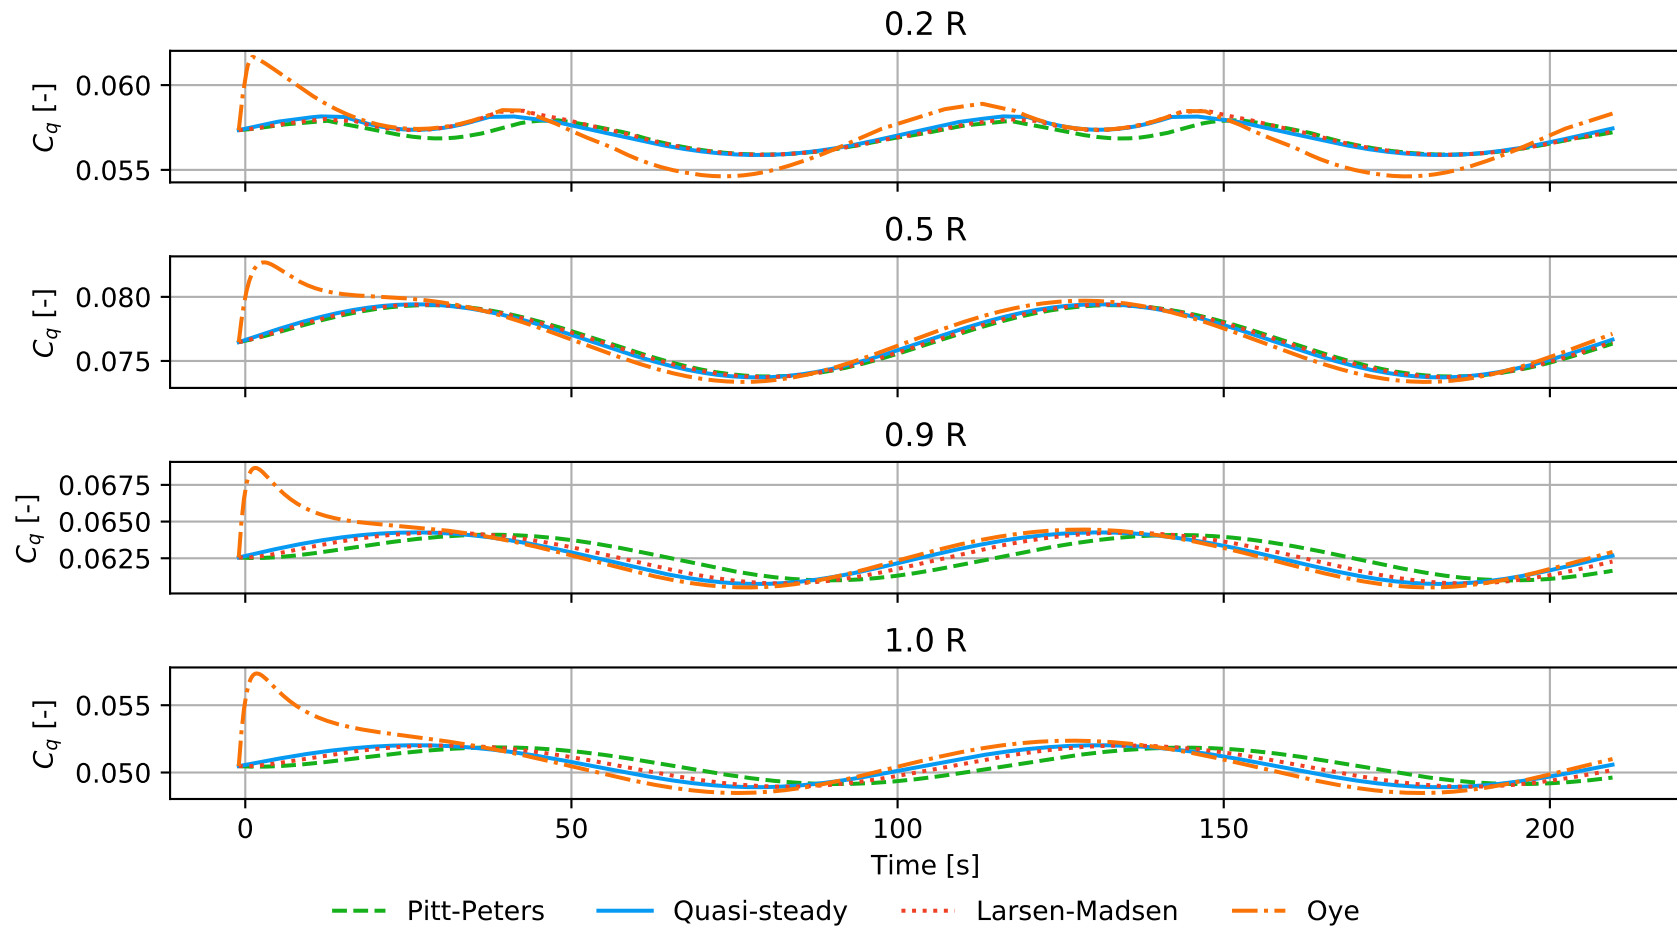 0.2 R
0.060
0.055
C_q [-]
0.5 R
0.080
0.075
C_q [-]
0.9 R
0.0675
0.0650
0.0625
C_q [-]
1.0 R
0.055
0.050
C_q [-]
0 50 100 150 200
Time [s]
Pitt-Peters Quasi-steady Larsen-Madsen Oye